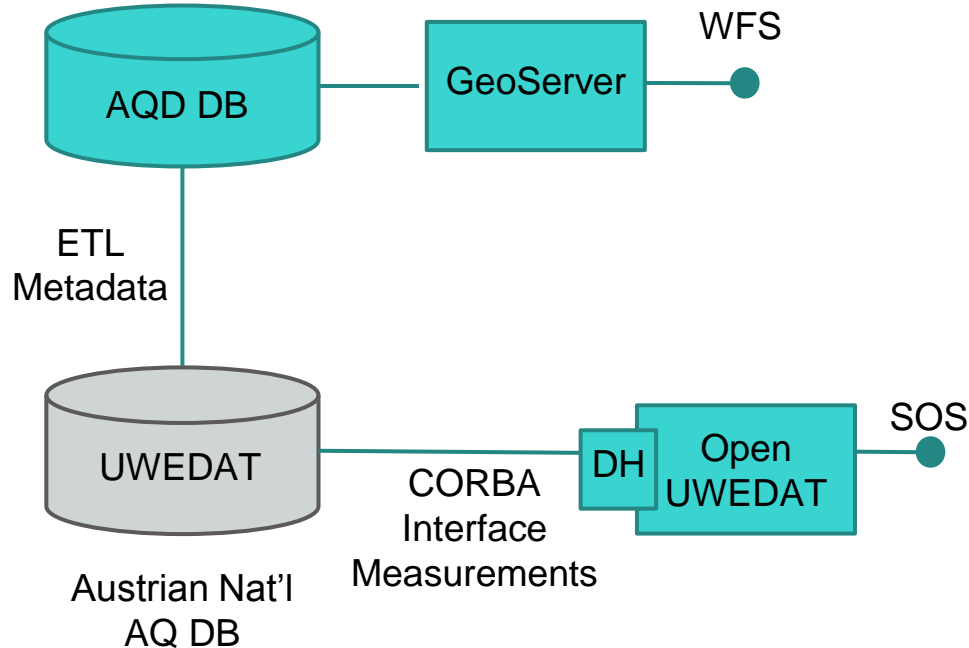 WFS
GeoServer
AQD DB
ETL
Metadata
SOS
UWEDAT
DH
Open
UWEDAT
CORBA
Interface
Measurements
Austrian Nat’l
AQ DB